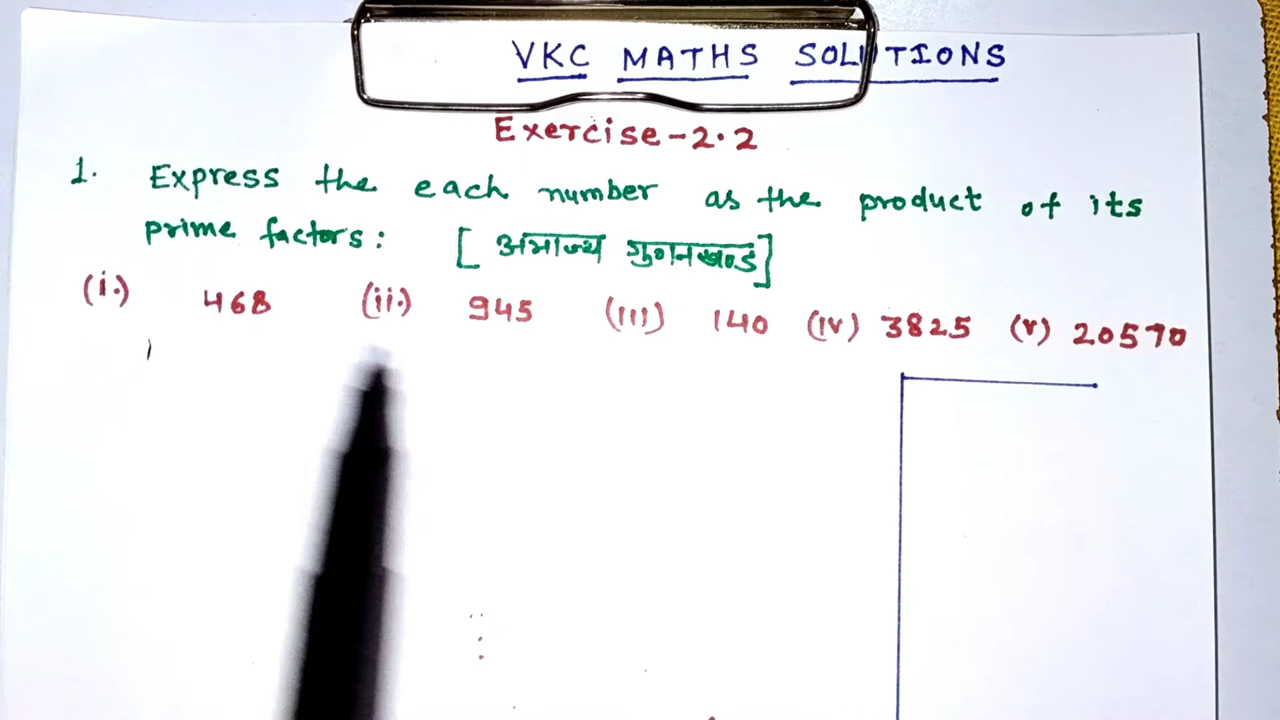 VKC MATHS SOLUTIONS
Exercise-2.2
1. Express the each number as the product of its
prime factors: [अभाज्य गुणनखण्ड]
(i.) 468 (ii.) 945 (III) 140 (IV) 3825 (V) 20570